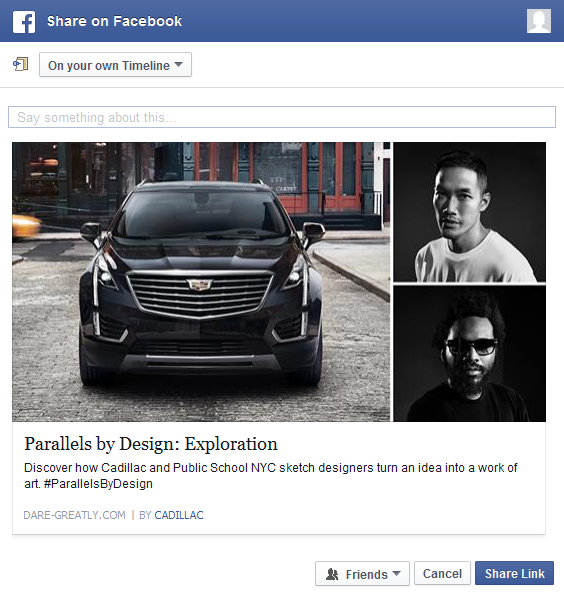 Share on Facebook
On your own Timeline
Say something about this...
CARPET
Parallels by Design: Exploration
Discover how Cadillac and Public School NYC sketch designers turn an idea into a work of
art. #ParallelsByDesign
DARE-GREATLY.COM | BY CADILLAC
Friends
Cancel
Share Link